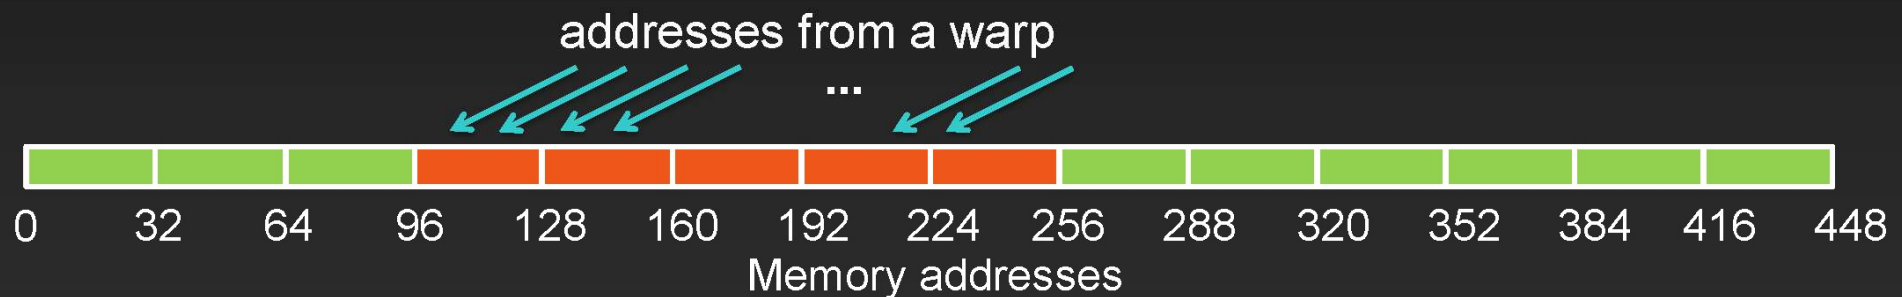 addresses from a warp
...
0 32 64 96 128 160 192 224 256 288 320 352 384 416 448
Memory addresses